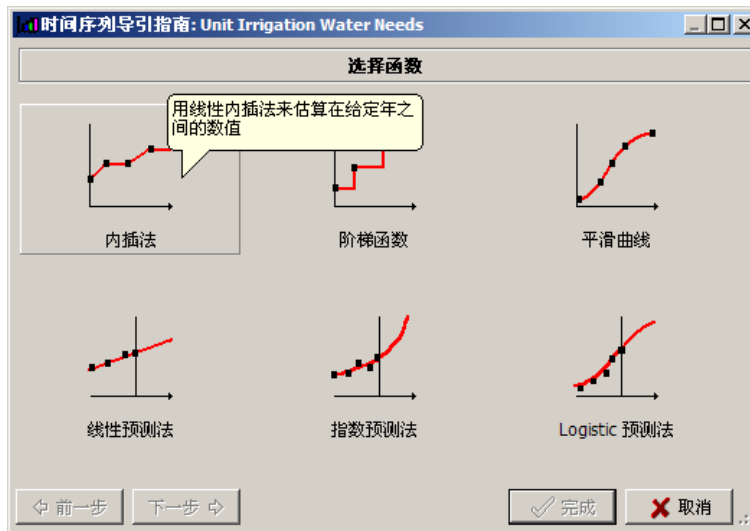 时间序列导引指南: Unit Irrigation Water Needs
选择函数
用线性内插法来估算在给定年之
间的数值
内插法
阶梯函数
平滑曲线
线性预测法
指数预测法
Logistic 预测法
前一步
下一步
完成
取消